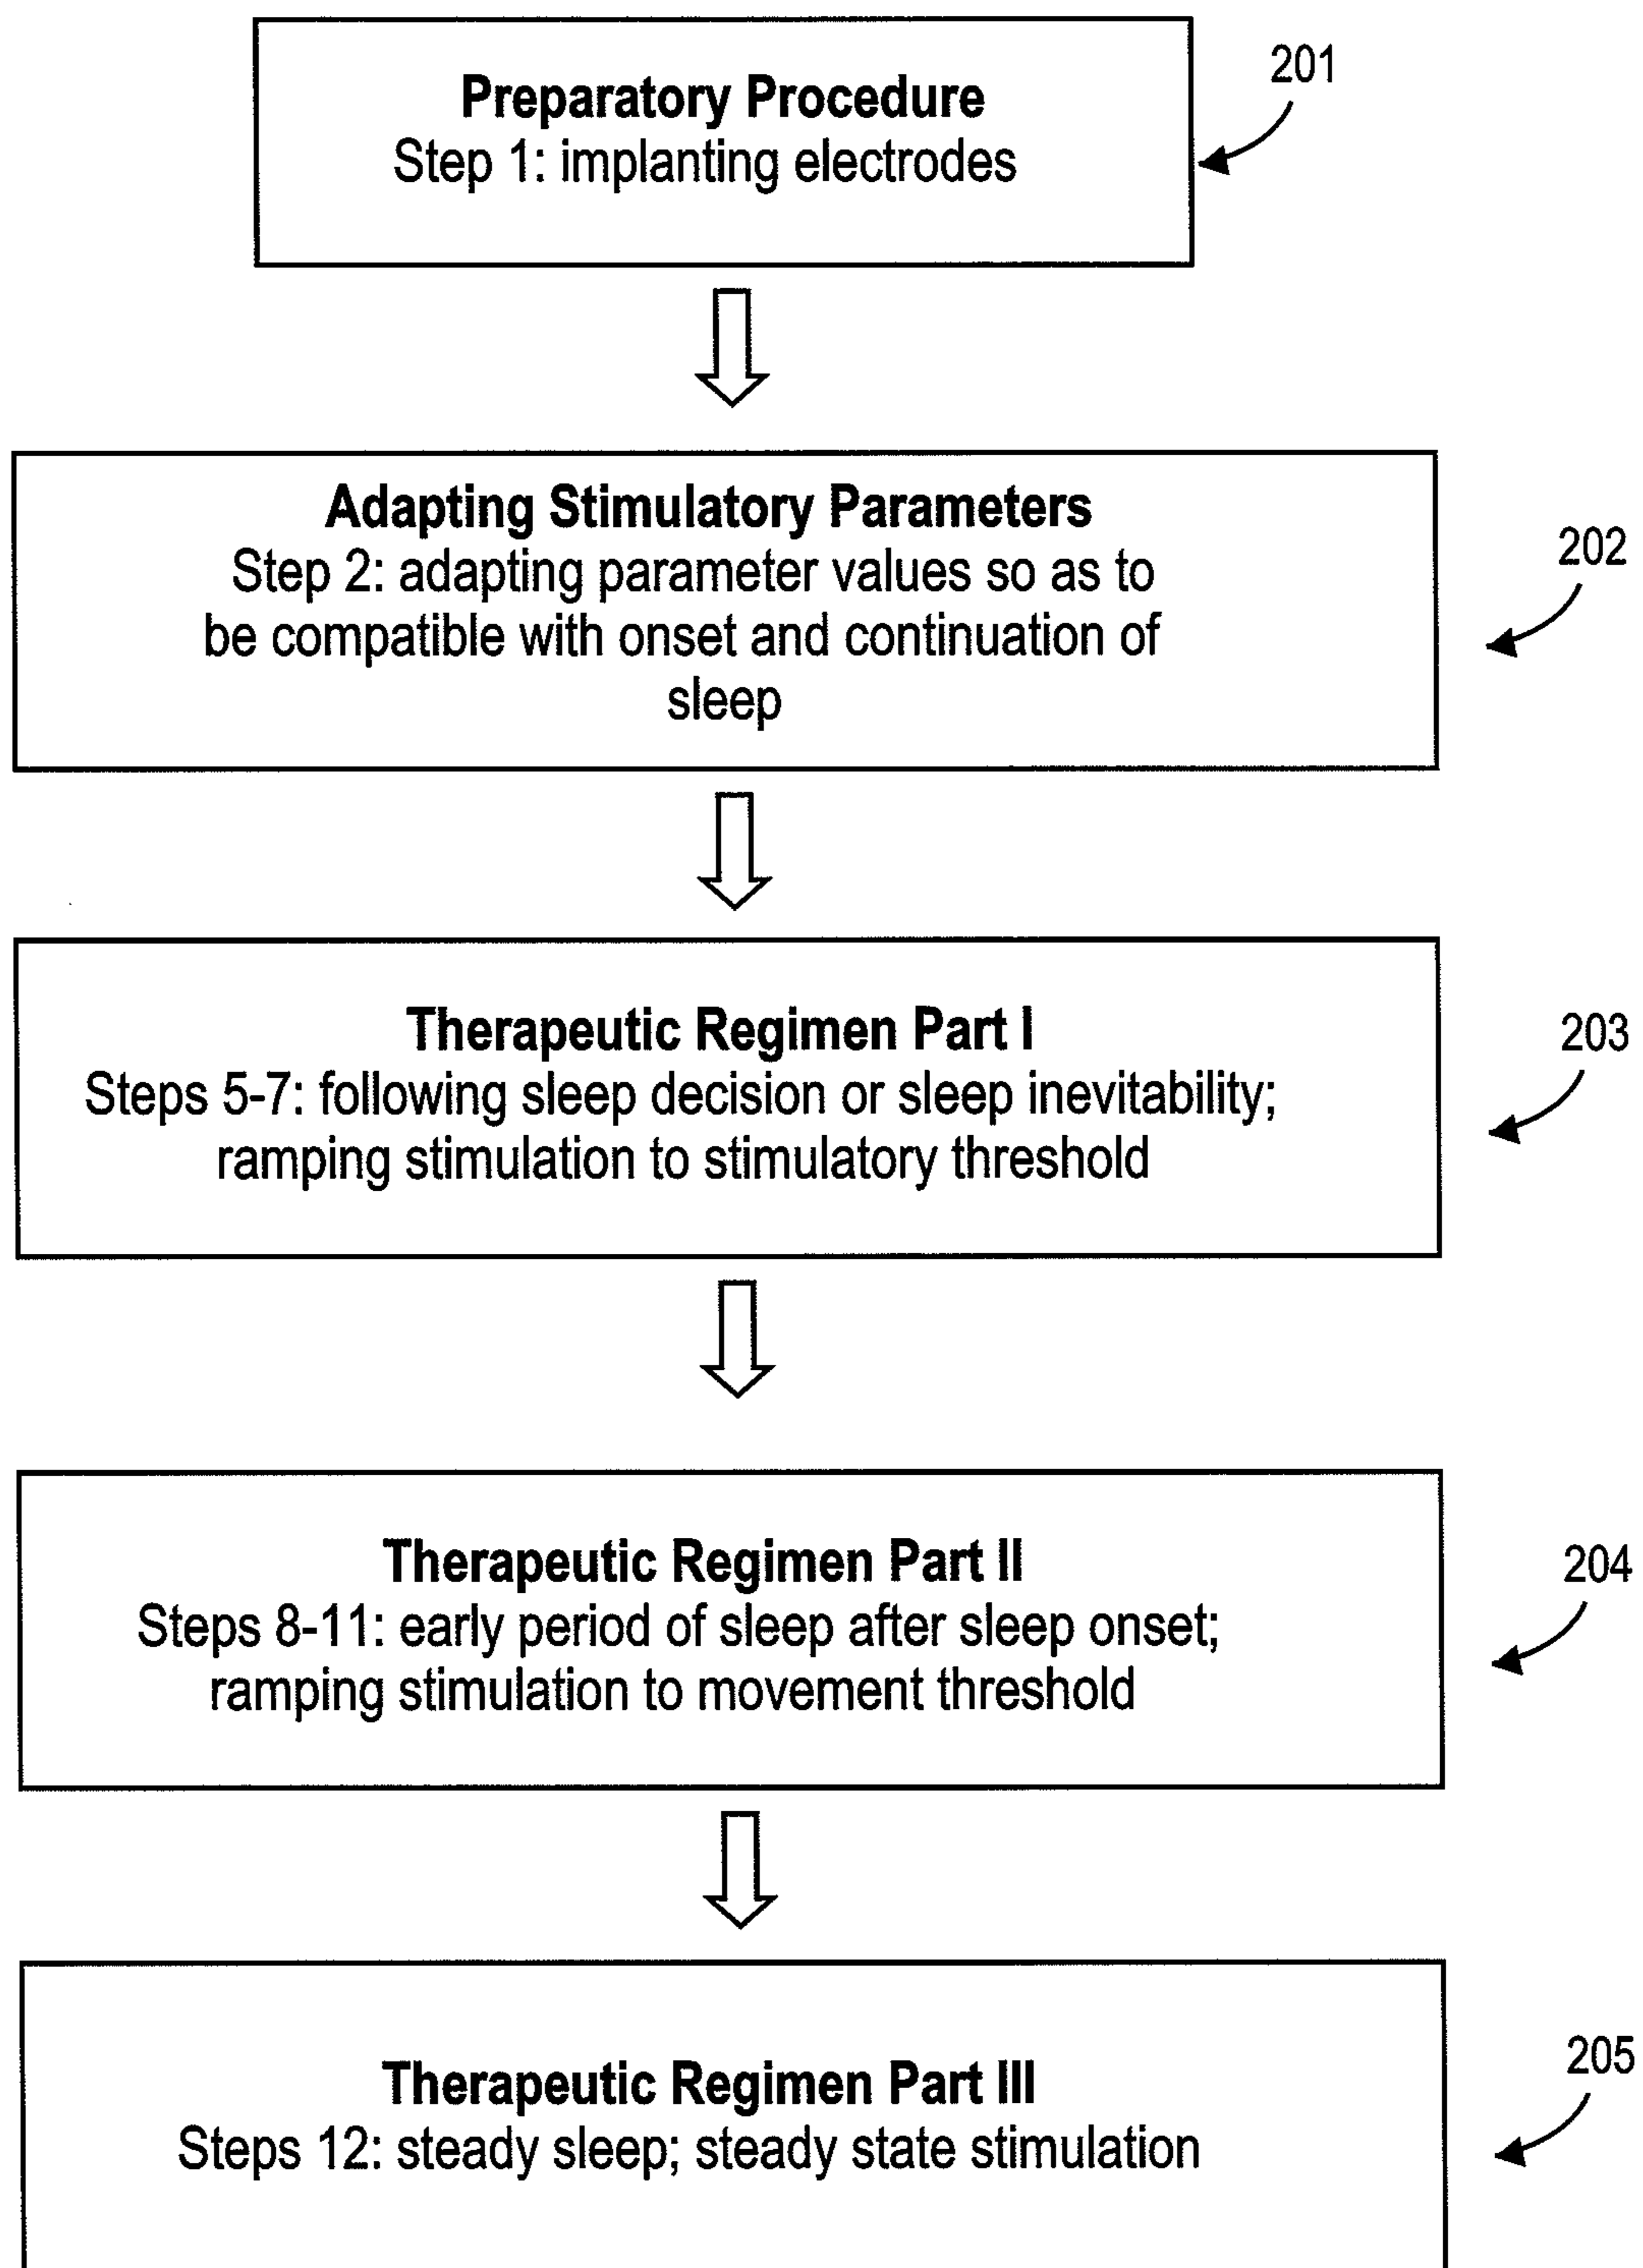 Preparatory Procedure
Step 1: implanting electrodes
201
Adapting Stimulatory Parameters
Step 2: adapting parameter values so as to
be compatible with onset and continuation of
sleep
202
Therapeutic Regimen Part I
Steps 5-7: following sleep decision or sleep inevitability;
ramping stimulation to stimulatory threshold
203
Therapeutic Regimen Part II
Steps 8-11: early period of sleep after sleep onset;
ramping stimulation to movement threshold
204
Therapeutic Regimen Part III
Steps 12: steady sleep; steady state stimulation
205